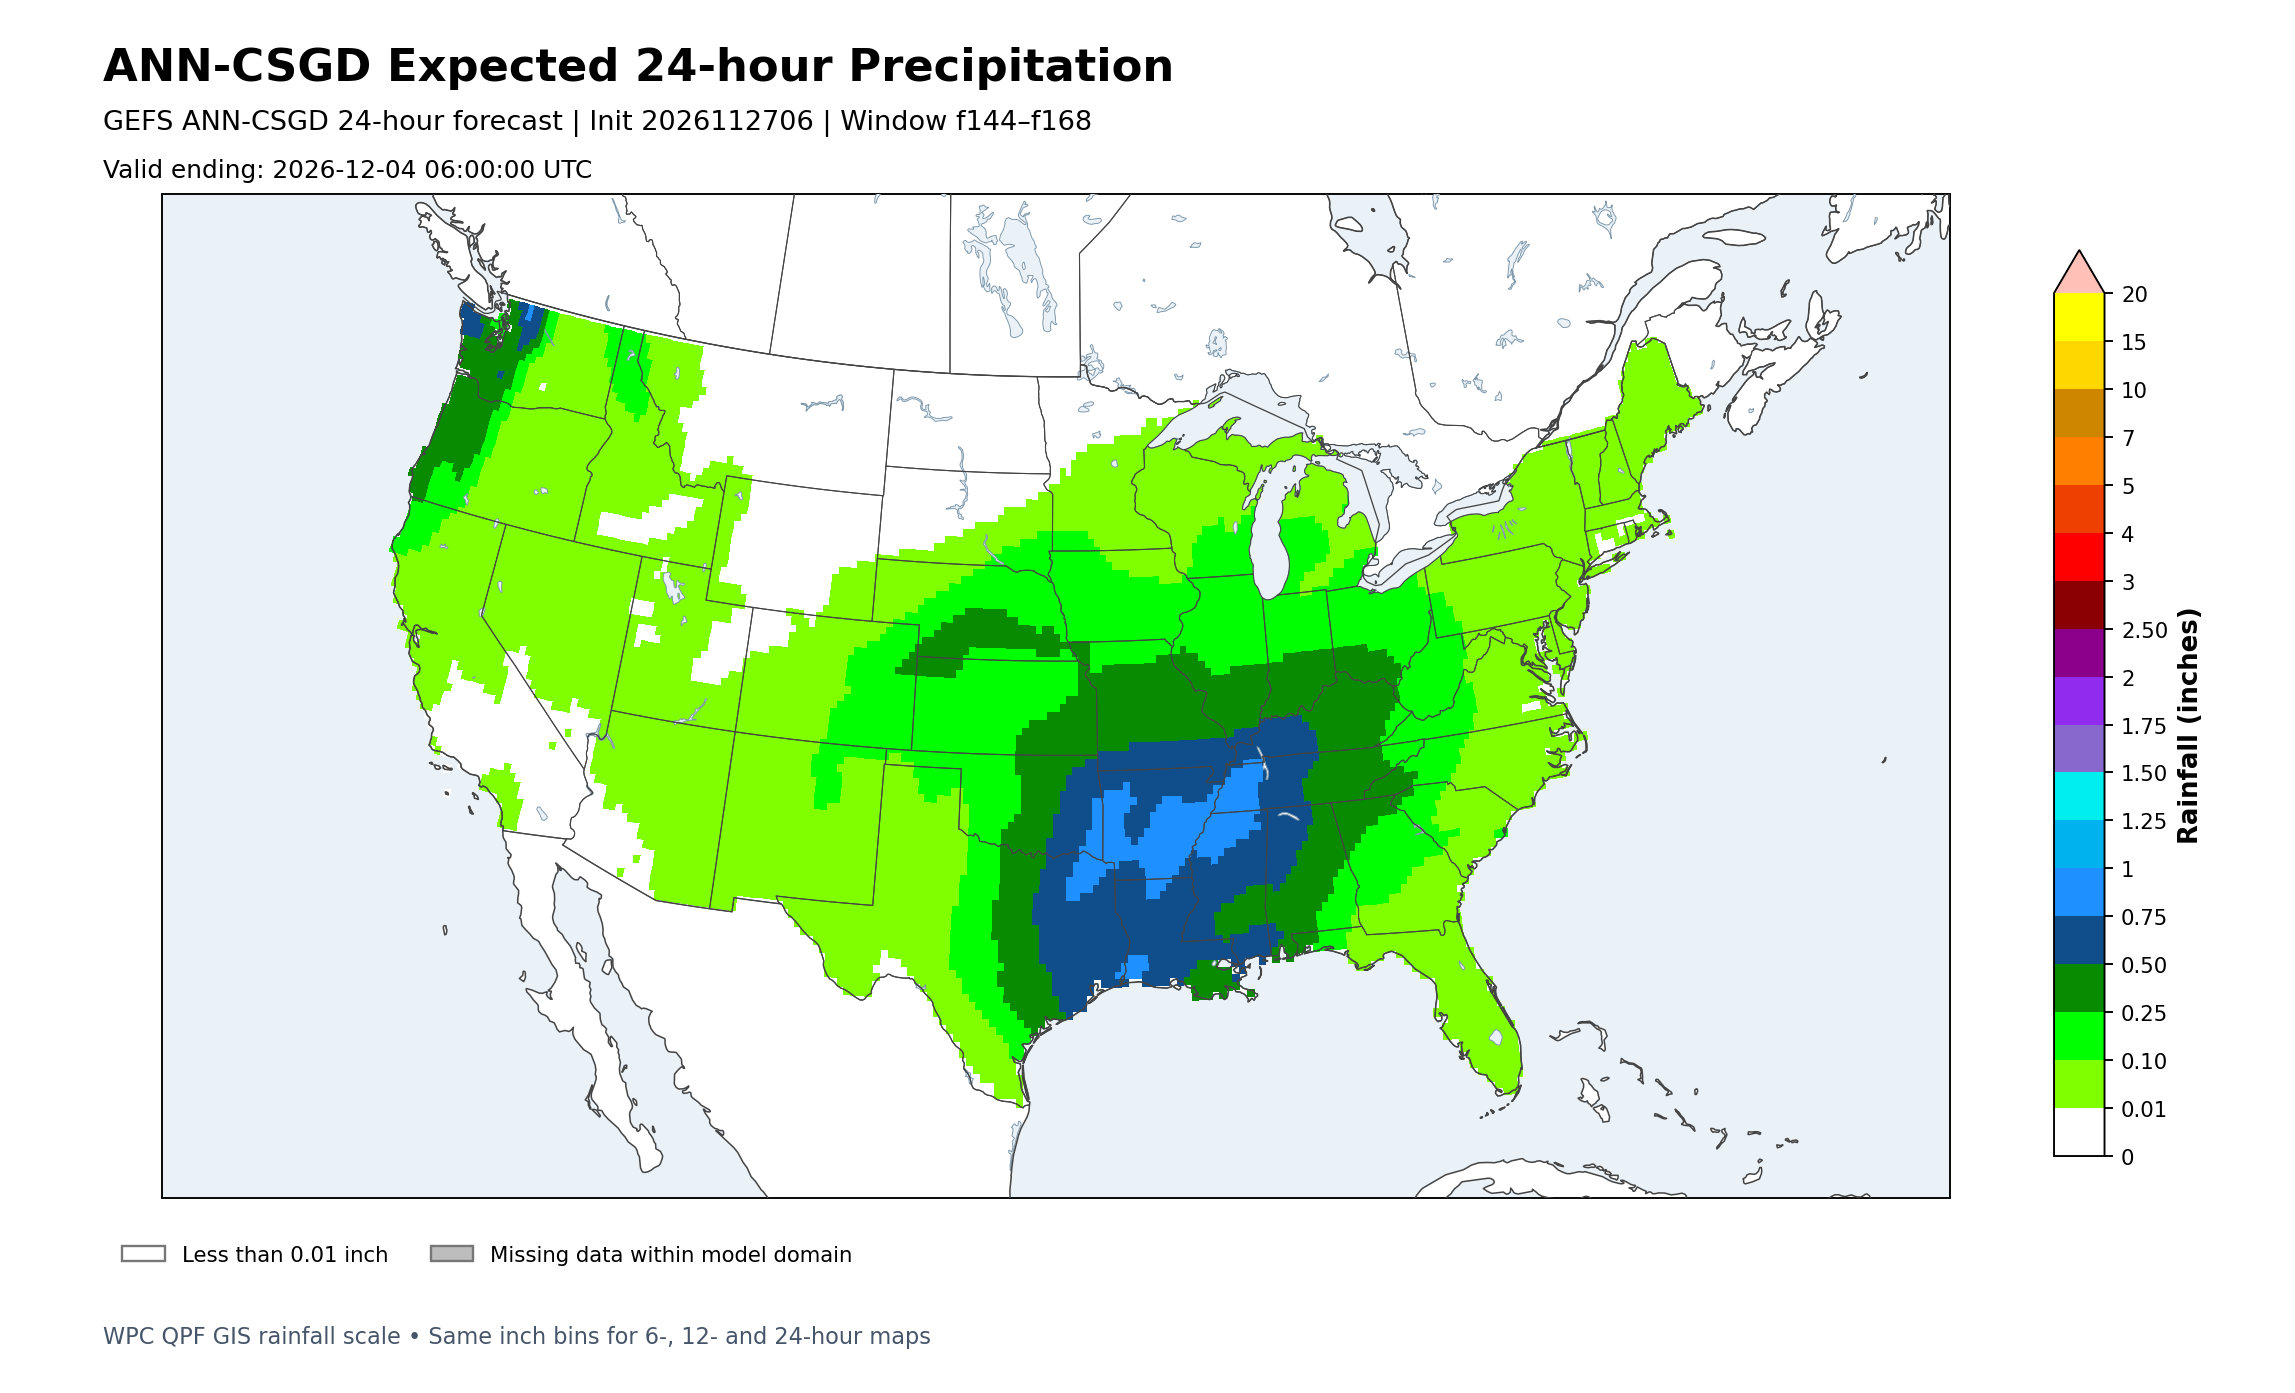 ANN-CSGD Expected 24-hour Precipitation
GEFS ANN-CSGD 24-hour forecast | Init 2026112706 | Window f144–f168
Valid ending: 2026-12-04 06:00:00 UTC
20
15
10
7
5
4
3
2.50
2
1.75
1.50
1.25
1
0.75
0.50
0.25
0.10
0.01
0
Rainfall (inches)
Less than 0.01 inch
Missing data within model domain
WPC QPF GIS rainfall scale • Same inch bins for 6-, 12- and 24-hour maps